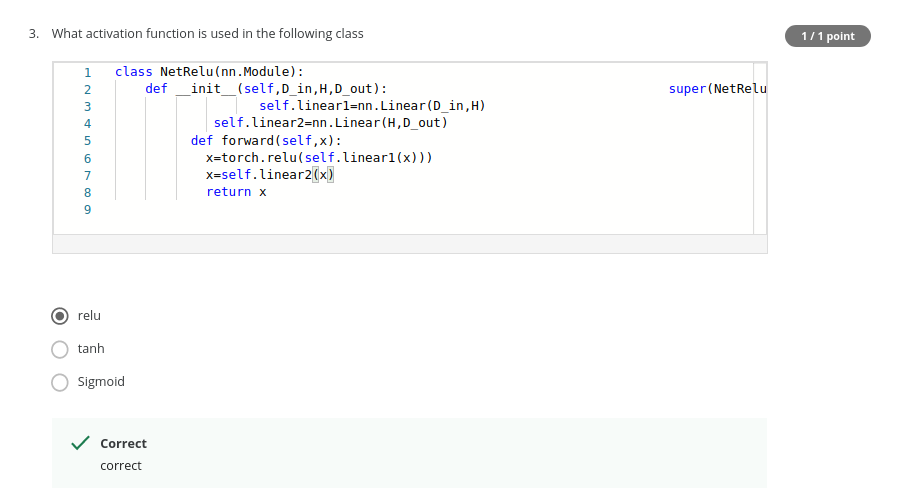 3. What activation function is used in the following class
1 / 1 point
1 class NetRelu(nn.Module):
2 def __init__(self,D_in,H,D_out): super(NetRelu
3 self.linear1=nn.Linear(D_in,H)
4 self.linear2=nn.Linear(H,D_out)
5 def forward(self,x):
6 x=torch.relu(self.linear1(x)))
7 x=self.linear2(x)
8 return x
9
relu
tanh
Sigmoid
Correct
correct